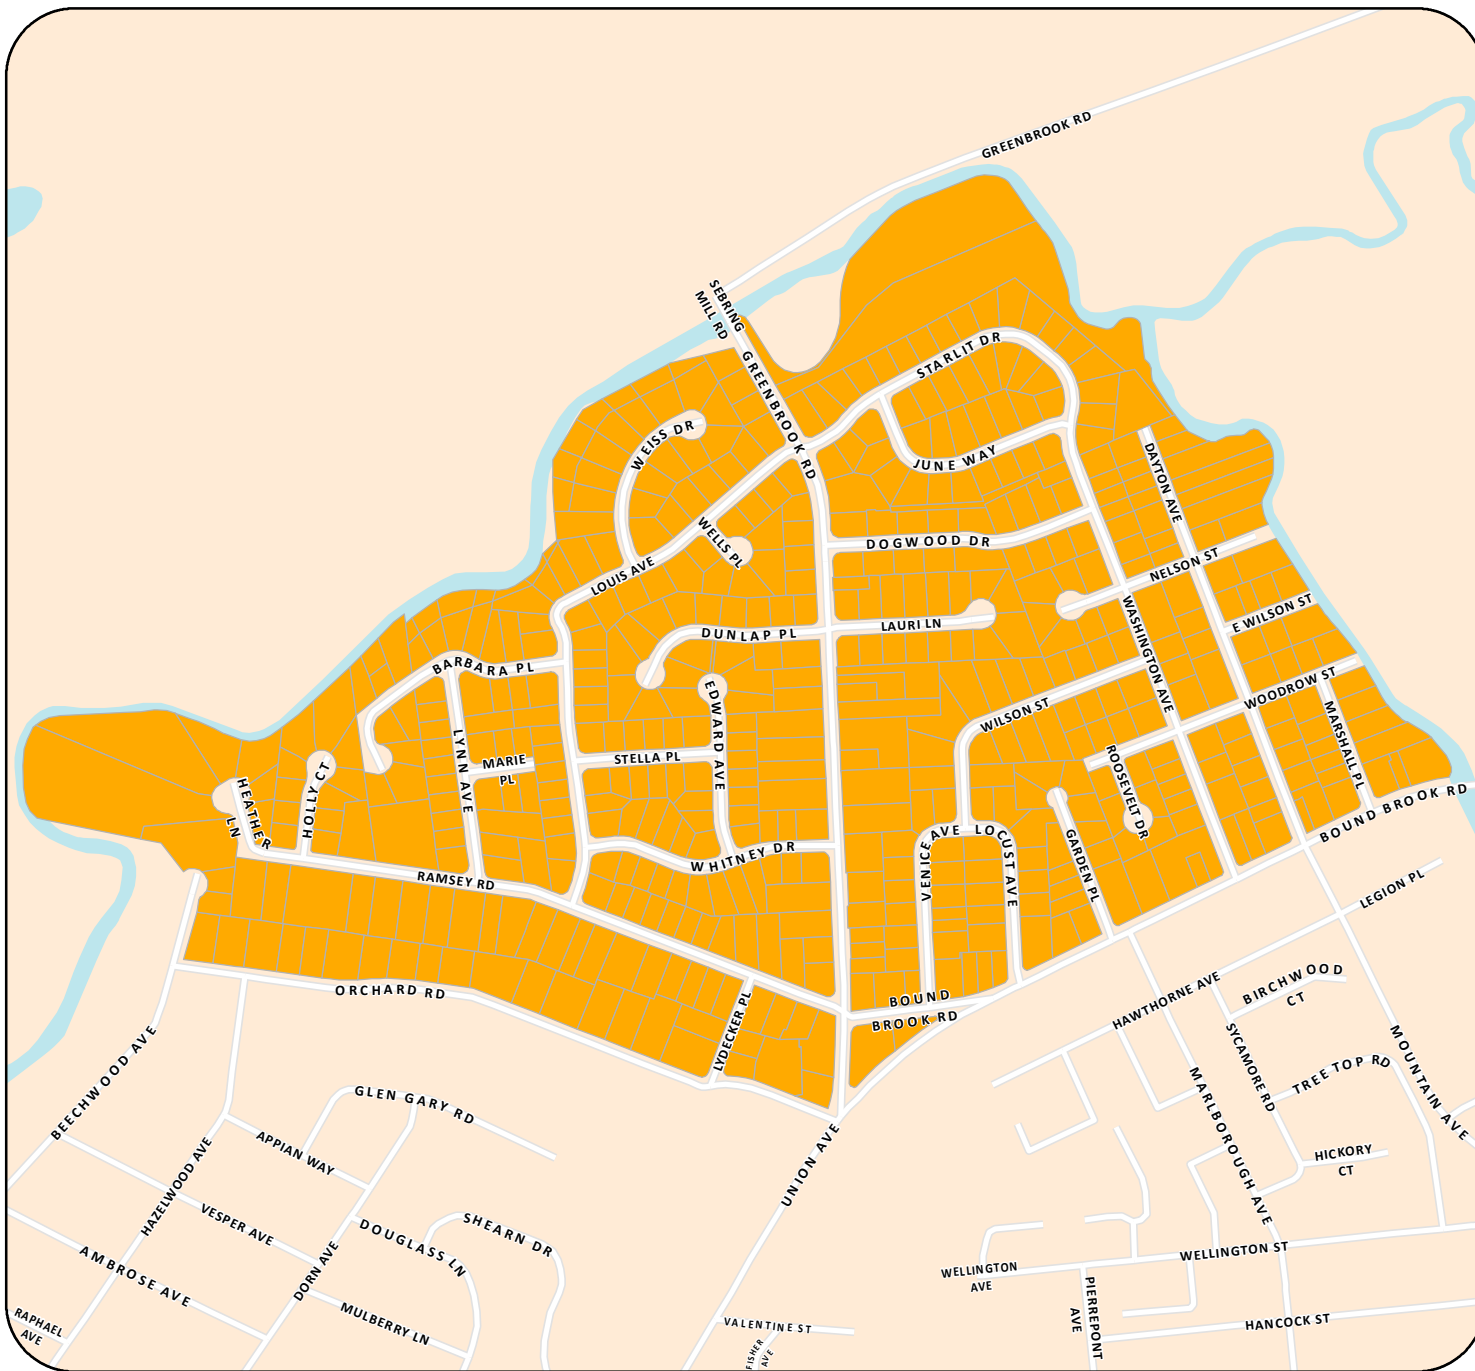 GREENBROOK RD
SEBRING
MILL RD
GREENBROOK RD
STARLIT DR
WEISS DR
JUNE WAY
DAYTON AVE
WELLS PL
DOGWOOD DR
LOUIS AVE
NELSON ST
WASHINGTON AVE
E WILSON ST
DUNLAP PL
LAURI LN
BARBARA PL
EDWARD AVE
WOODROW ST
WILSON ST
MARSHALL PL
LYNN AVE
MARIE
PL
STELLA PL
ROOSEVELT DR
HOLLY CT
HEATHER
LN
BOUND BROOK RD
VENICE AVE
LOCUST AVE
GARDEN PL
WHITNEY DR
RAMSEY RD
LEGION PL
ORCHARD RD
BOUND
BROOK RD
LYDECKER PL
HAWTHORNE AVE
BIRCHWOOD
CT
BEECHWOOD AVE
SYCAMORE RD
TREE TOP RD
MOUNTAIN AVE
GLEN GARY RD
MARLBOROUGH AVE
APPIAN WAY
UNION AVE
HICKORY
CT
HAZELWOOD AVE
VESPER AVE
DOUGLASS LN
SHEARN DR
WELLINGTON ST
AMBROSE AVE
DORN AVE
WELLINGTON
AVE
PIERREPONT
AVE
MULBERRY LN
RAPHAEL
AVE
VALENTINE ST
HANCOCK ST
FISHER
AVE